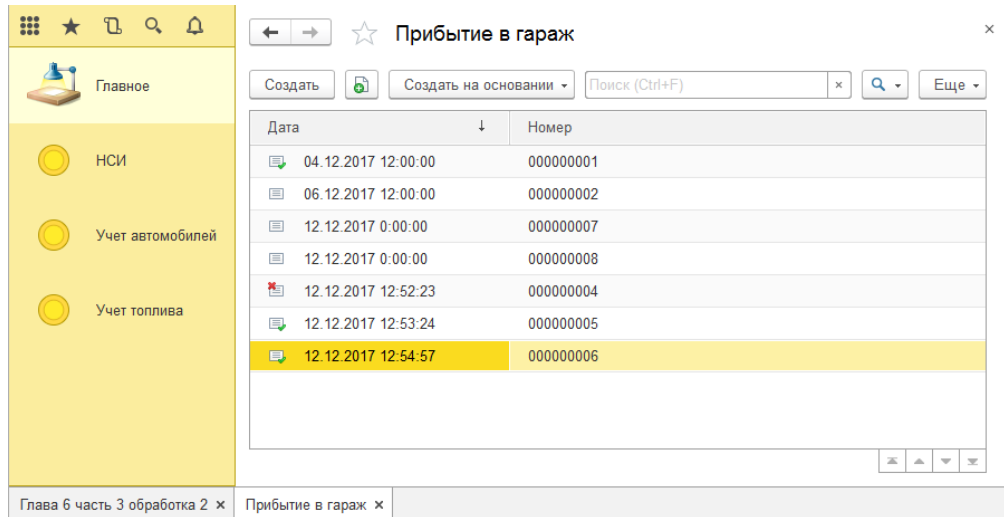 Прибытие в гараж
Главное
НСИ
Учет автомобилей
Учет топлива
Создать
Создать на основании
Поиск (Ctrl+F)
Еще
Дата
Номер
04.12.2017 12:00:00 000000001
06.12.2017 12:00:00 000000002
12.12.2017 0:00:00 000000007
12.12.2017 0:00:00 000000008
12.12.2017 12:52:23 000000004
12.12.2017 12:53:24 000000005
12.12.2017 12:54:57 000000006
Глава 6 часть 3 обработка 2
Прибытие в гараж